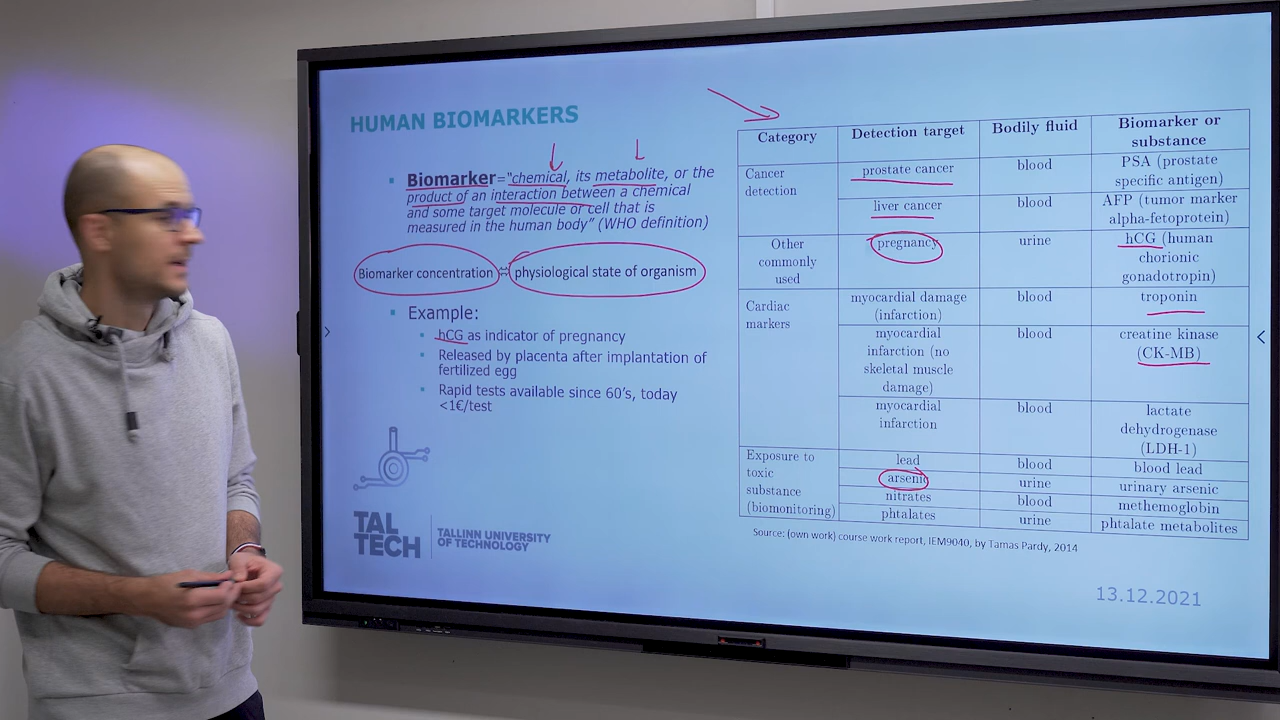 HUMAN BIOMARKERS
Biomarker="chemical, its metabolite, or the
product of an interaction between a chemical
and some target molecule or cell that is
measured in the human body" (WHO definition)
Biomarker concentration ⇔ physiological state of organism
Example:
hCG as indicator of pregnancy
Released by placenta after implantation of
fertilized egg
Rapid tests available since 60's, today
<1€/test
TAL
TECH
TALLINN UNIVERSITY
OF TECHNOLOGY
Category Detection target Bodily fluid Biomarker or
substance
Cancer
detection
prostate cancer blood PSA (prostate
specific antigen)
liver cancer blood AFP (tumor marker
alpha-fetoprotein)
Other
commonly
used
pregnancy urine hCG (human
chorionic
gonadotropin)
Cardiac
markers
myocardial damage
(infarction)
blood troponin
myocardial
infarction (no
skeletal muscle
damage)
blood creatine kinase
(CK-MB)
myocardial
infarction
blood lactate
dehydrogenase
(LDH-1)
Exposure to
toxic
substance
(biomonitoring)
lead blood blood lead
arsenic urine urinary arsenic
nitrates blood methemoglobin
phtalates urine phtalate metabolites
Source: (own work) course work report, IEM9040, by Tamas Pardy, 2014
13.12.2021